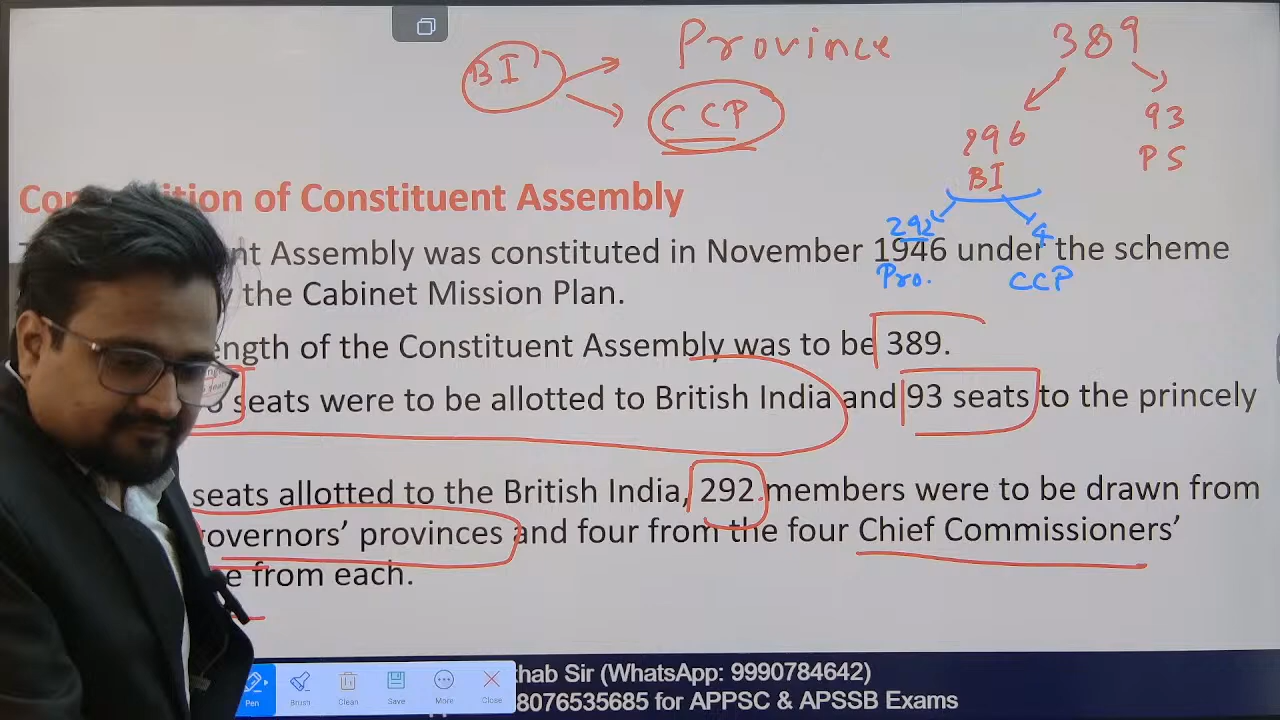 BI
Province
CCP
389
296
BI
93
PS
292
Pro.
4
CCP
of Constituent Assembly
Assembly was constituted in November 1946 under the scheme
the Cabinet Mission Plan.
of the Constituent Assembly was to be 389.
seats were to be allotted to British India and 93 seats to the princely
seats allotted to the British India, 292 members were to be drawn from
provinces and four from the four Chief Commissioners’
from each.
Sir (WhatsApp: 9990784642)
8076535685 for APPSC & APSSB Exams
Pen
Brush
Clean
Save
More
Close